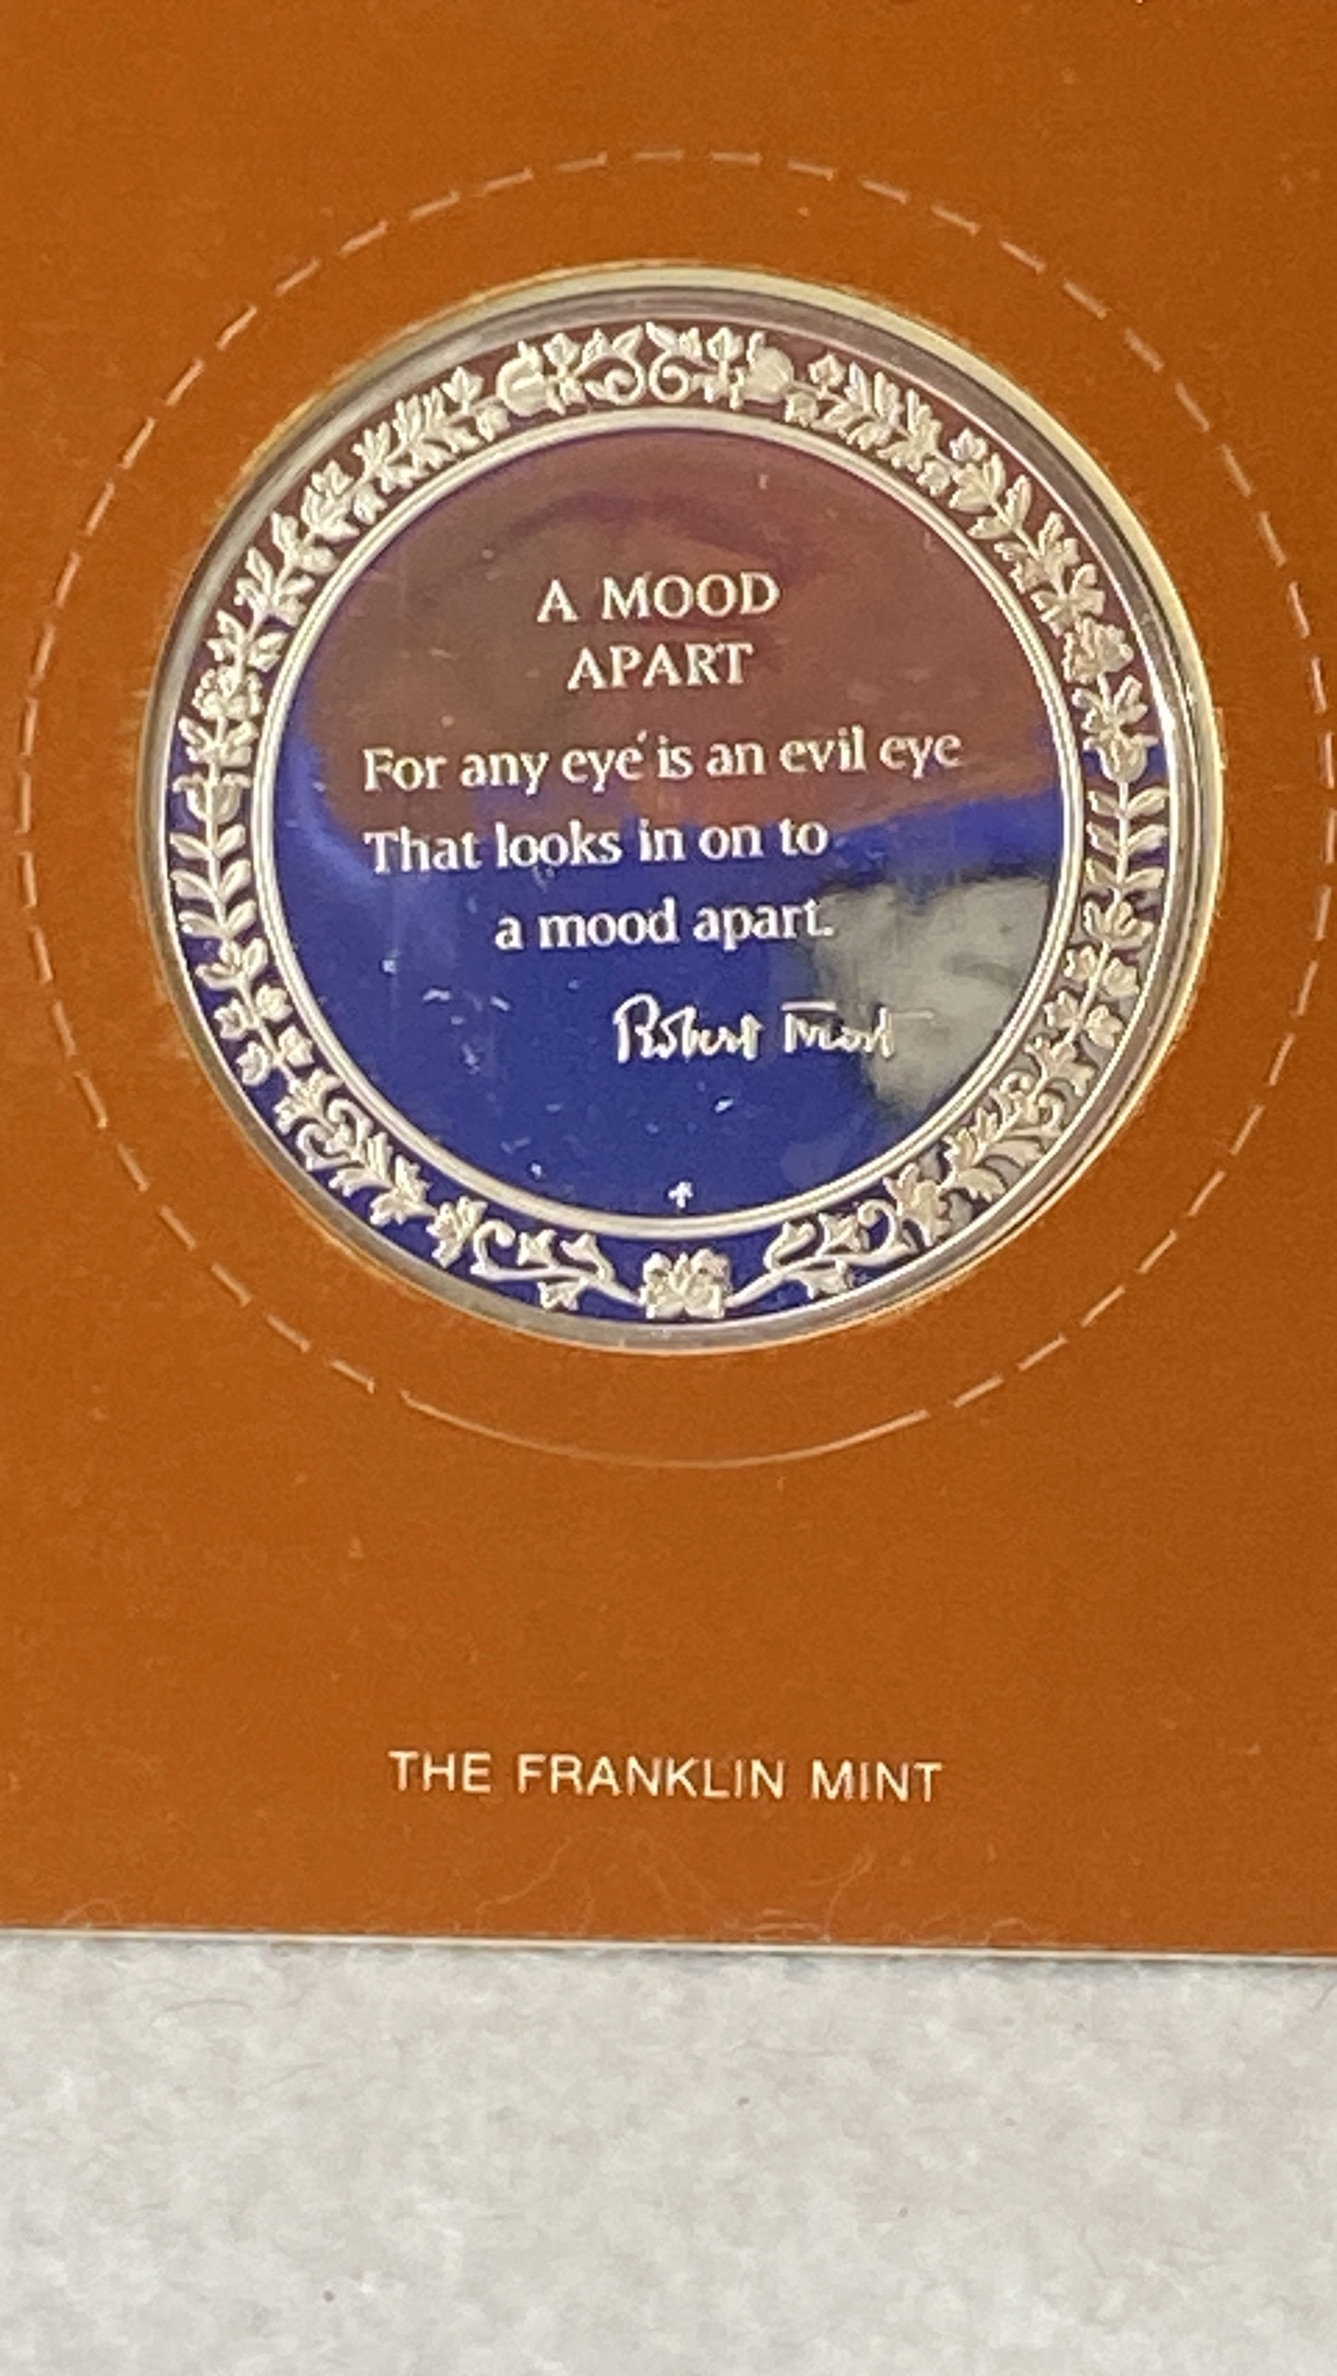 A MOOD
APART
For any eye is an evil eye
That looks in on to
a mood apart.
Robert Frost
THE FRANKLIN MINT